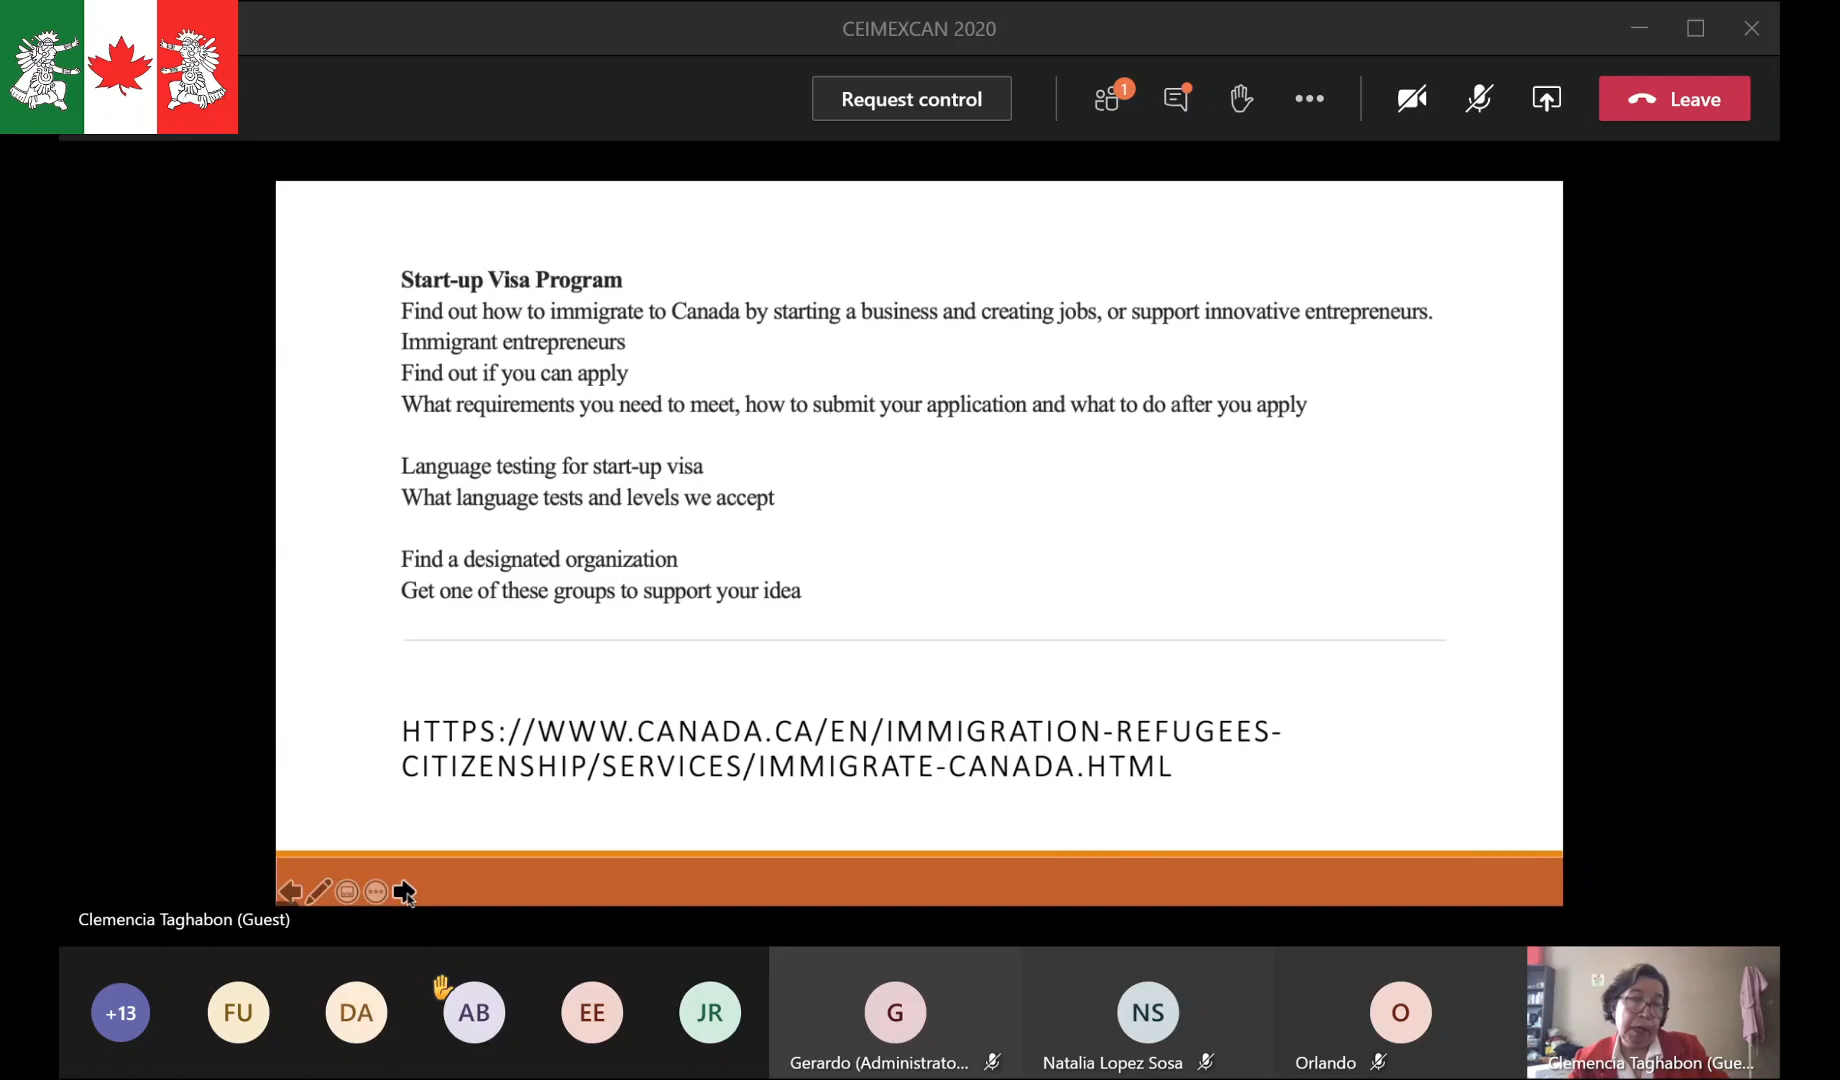 CEIMEXCAN 2020
Request control
1
Leave
Start-up Visa Program
Find out how to immigrate to Canada by starting a business and creating jobs, or support innovative entrepreneurs.
Immigrant entrepreneurs
Find out if you can apply
What requirements you need to meet, how to submit your application and what to do after you apply
Language testing for start-up visa
What language tests and levels we accept
Find a designated organization
Get one of these groups to support your idea
HTTPS://WWW.CANADA.CA/EN/IMMIGRATION-REFUGEES-
CITIZENSHIP/SERVICES/IMMIGRATE-CANADA.HTML
Clemencia Taghabon (Guest)
+13
FU
DA
AB
EE
JR
G
NS
O
Gerardo (Administrato...
Natalia Lopez Sosa
Orlando
Clemencia Taghabon (Gue...